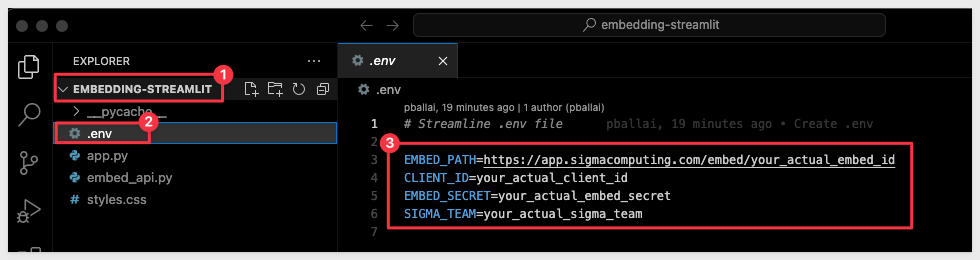 embedding-streamlit
EXPLORER
.env
1
EMBEDDING-STREAMLIT
.env
__pycache__
pballai, 19 minutes ago | 1 author (pballai)
2
.env
1 # Streamline .env file pballai, 19 minutes ago • Create .env
app.py
2
3
embed_api.py
3 EMBED_PATH=https://app.sigmacomputing.com/embed/your_actual_embed_id
styles.css
4 CLIENT_ID=your_actual_client_id
5 EMBED_SECRET=your_actual_embed_secret
6 SIGMA_TEAM=your_actual_sigma_team
7